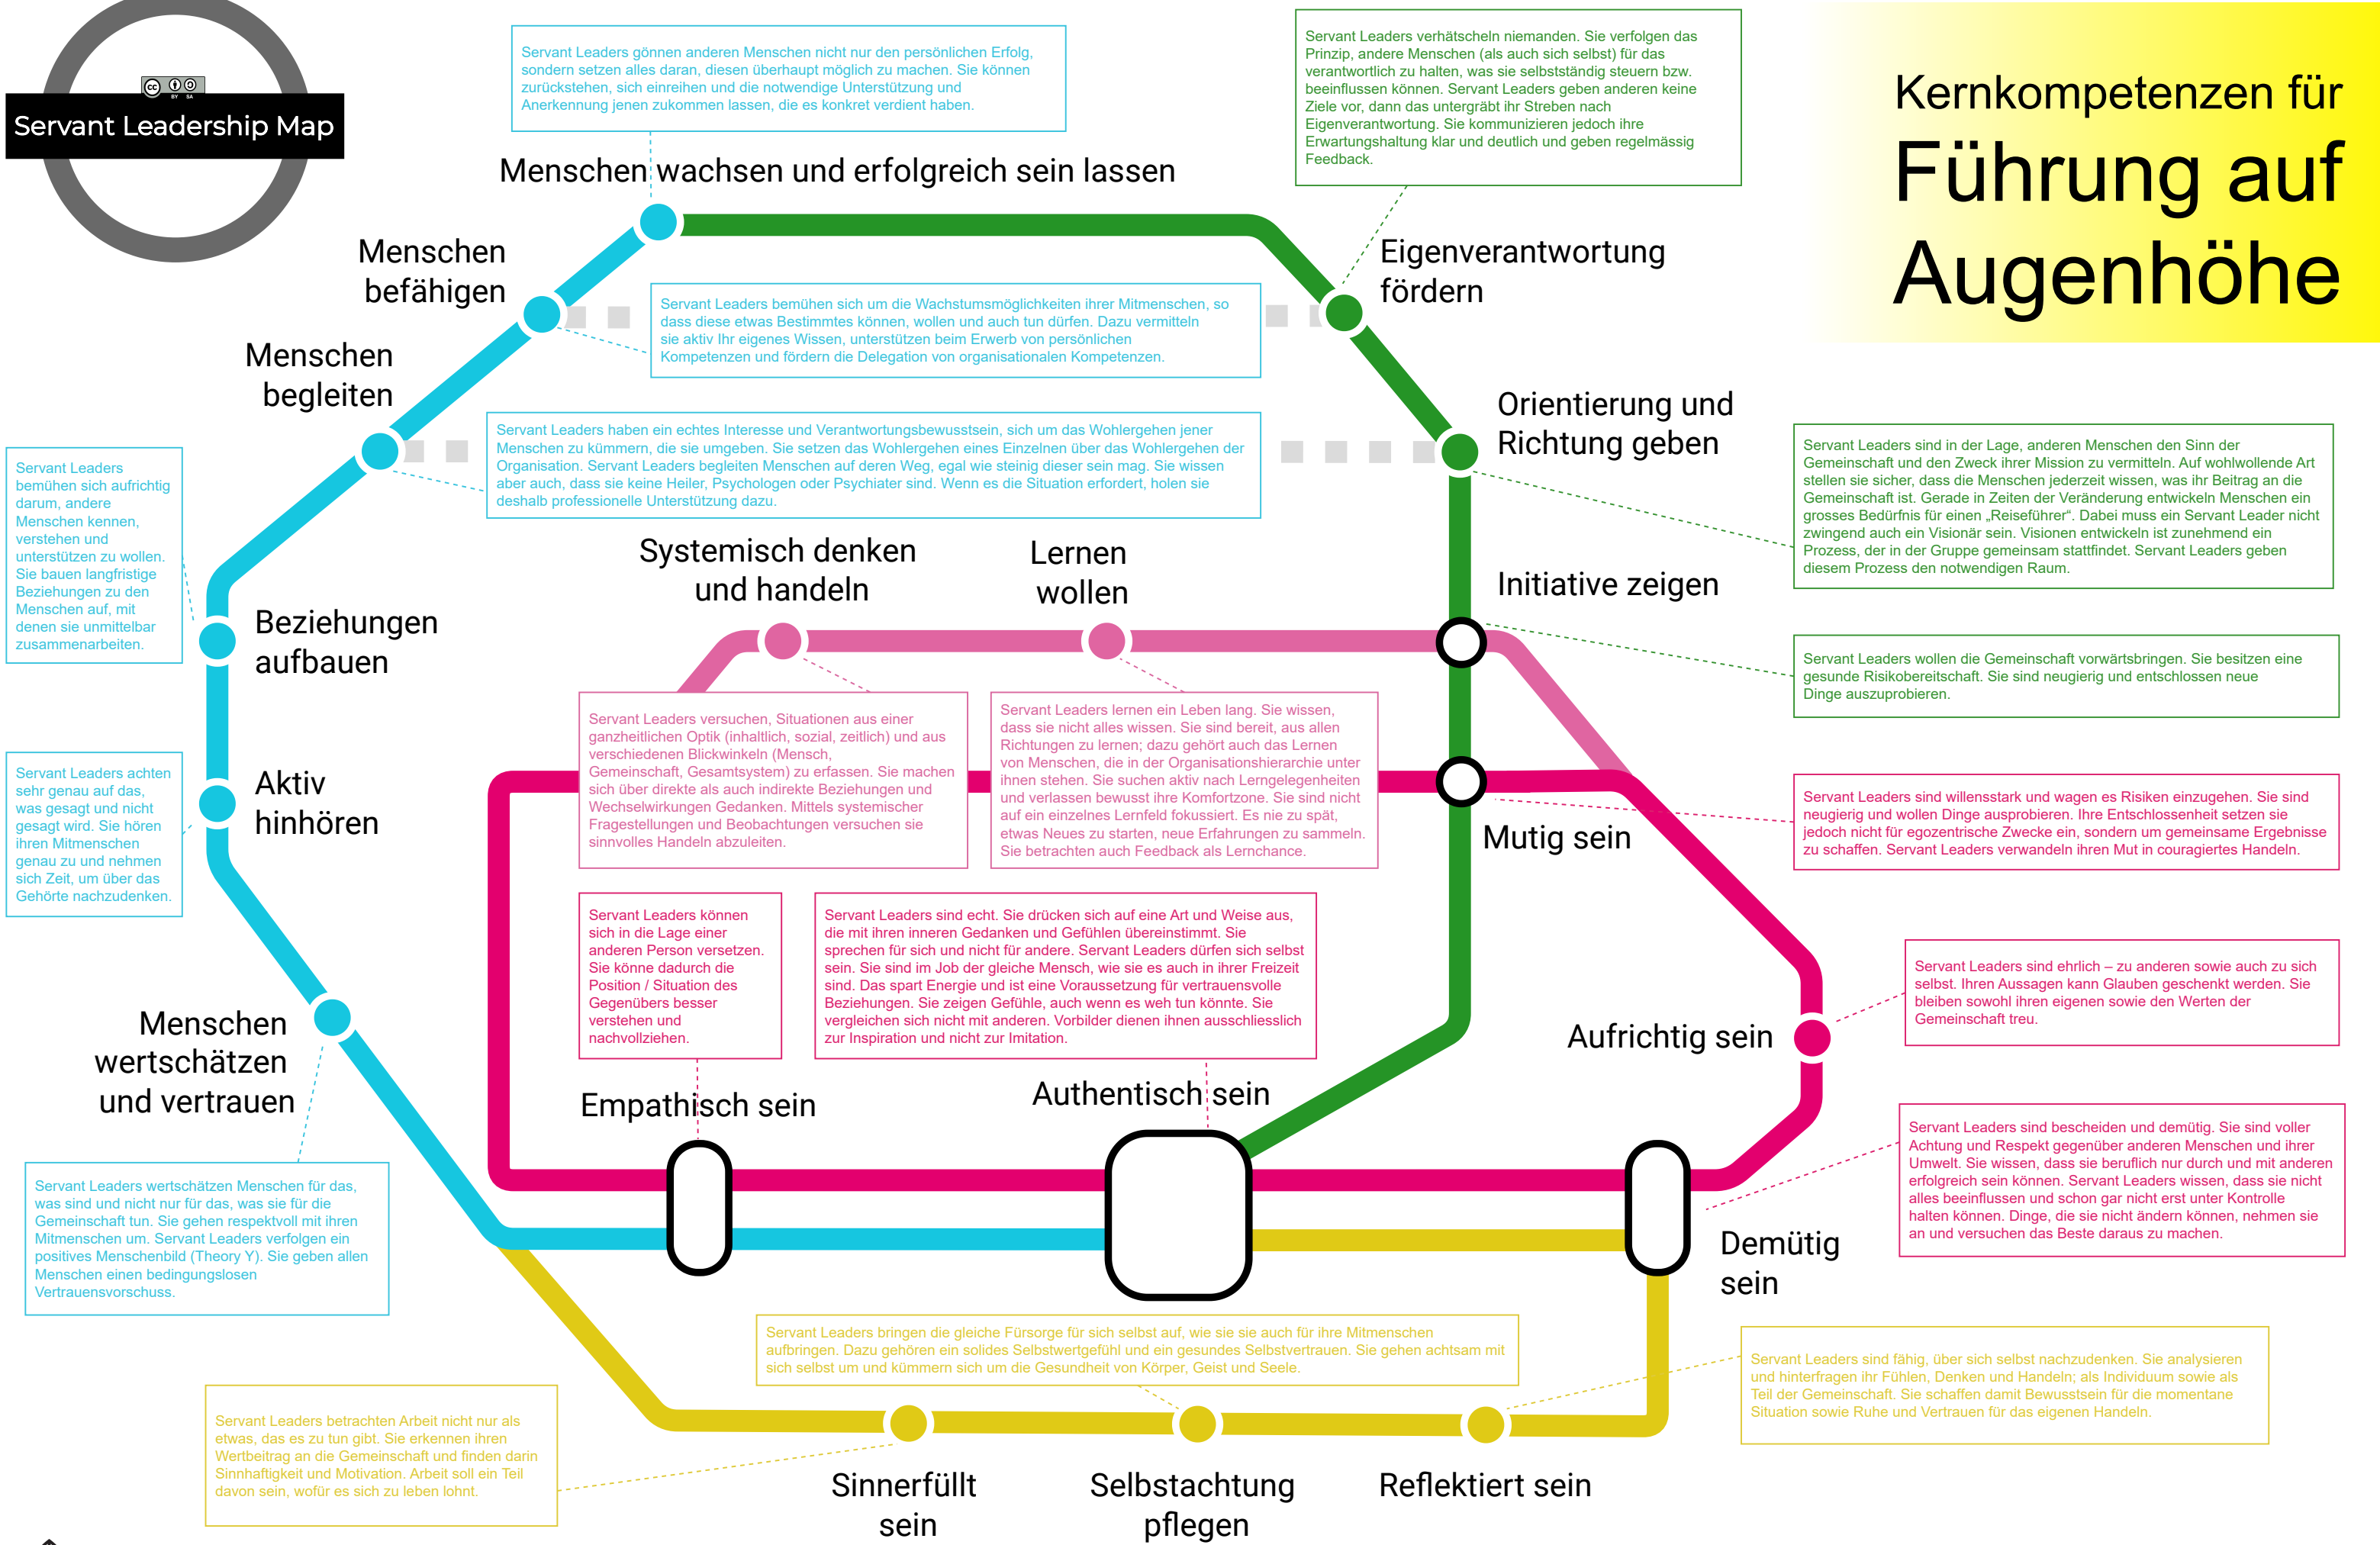 BY SA
Servant Leadership Map
Servant Leaders gönnen anderen Menschen nicht nur den persönlichen Erfolg,
sondern setzen alles daran, diesen überhaupt möglich zu machen. Sie können
zurückstehen, sich einreihen und die notwendige Unterstützung und
Anerkennung jenen zukommen lassen, die es konkret verdient haben.
Menschen wachsen und erfolgreich sein lassen
Servant Leaders verhätscheln niemanden. Sie verfolgen das
Prinzip, andere Menschen (als auch sich selbst) für das
verantwortlich zu halten, was sie selbstständig steuern bzw.
beeinflussen können. Servant Leaders geben anderen keine
Ziele vor, dann das untergräbt ihr Streben nach
Eigenverantwortung. Sie kommunizieren jedoch ihre
Erwartungshaltung klar und deutlich und geben regelmässig
Feedback.
Kernkompetenzen für
Führung auf
Augenhöhe
Menschen
befähigen
Servant Leaders bemühen sich um die Wachstumsmöglichkeiten ihrer Mitmenschen, so
dass diese etwas Bestimmtes können, wollen und auch tun dürfen. Dazu vermitteln
sie aktiv Ihr eigenes Wissen, unterstützen beim Erwerb von persönlichen
Kompetenzen und fördern die Delegation von organisationalen Kompetenzen.
Eigenverantwortung
fördern
Menschen
begleiten
Servant Leaders haben ein echtes Interesse und Verantwortungsbewusstsein, sich um das Wohlergehen jener
Menschen zu kümmern, die sie umgeben. Sie setzen das Wohlergehen eines Einzelnen über das Wohlergehen der
Organisation. Servant Leaders begleiten Menschen auf deren Weg, egal wie steinig dieser sein mag. Sie wissen
aber auch, dass sie keine Heiler, Psychologen oder Psychiater sind. Wenn es die Situation erfordert, holen sie
deshalb professionelle Unterstützung dazu.
Orientierung und
Richtung geben
Servant Leaders sind in der Lage, anderen Menschen den Sinn der
Gemeinschaft und den Zweck ihrer Mission zu vermitteln. Auf wohlwollende Art
stellen sie sicher, dass die Menschen jederzeit wissen, was ihr Beitrag an die
Gemeinschaft ist. Gerade in Zeiten der Veränderung entwickeln Menschen ein
grosses Bedürfnis für einen „Reiseführer“. Dabei muss ein Servant Leader nicht
zwingend auch ein Visionär sein. Visionen entwickeln ist zunehmend ein
Prozess, der in der Gruppe gemeinsam stattfindet. Servant Leaders geben
diesem Prozess den notwendigen Raum.
Servant Leaders
bemühen sich aufrichtig
darum, andere
Menschen kennen,
verstehen und
unterstützen zu wollen.
Sie bauen langfristige
Beziehungen zu den
Menschen auf, mit
denen sie unmittelbar
zusammenarbeiten.
Beziehungen
aufbauen
Systemisch denken
und handeln
Lernen
wollen
Initiative zeigen
Servant Leaders wollen die Gemeinschaft vorwärtsbringen. Sie besitzen eine
gesunde Risikobereitschaft. Sie sind neugierig und entschlossen neue
Dinge auszuprobieren.
Servant Leaders achten
sehr genau auf das,
was gesagt und nicht
gesagt wird. Sie hören
ihren Mitmenschen
genau zu und nehmen
sich Zeit, um über das
Gehörte nachzudenken.
Aktiv
hinhören
Servant Leaders versuchen, Situationen aus einer
ganzheitlichen Optik (inhaltlich, sozial, zeitlich) und aus
verschiedenen Blickwinkeln (Mensch,
Gemeinschaft, Gesamtsystem) zu erfassen. Sie machen
sich über direkte als auch indirekte Beziehungen und
Wechselwirkungen Gedanken. Mittels systemischer
Fragestellungen und Beobachtungen versuchen sie
sinnvolles Handeln abzuleiten.
Servant Leaders lernen ein Leben lang. Sie wissen,
dass sie nicht alles wissen. Sie sind bereit, aus allen
Richtungen zu lernen; dazu gehört auch das Lernen
von Menschen, die in der Organisationshierarchie unter
ihnen stehen. Sie suchen aktiv nach Lerngelegenheiten
und verlassen bewusst ihre Komfortzone. Sie sind nicht
auf ein einzelnes Lernfeld fokussiert. Es nie zu spät,
etwas Neues zu starten, neue Erfahrungen zu sammeln.
Sie betrachten auch Feedback als Lernchance.
Mutig sein
Servant Leaders sind willensstark und wagen es Risiken einzugehen. Sie sind
neugierig und wollen Dinge ausprobieren. Ihre Entschlossenheit setzen sie
jedoch nicht für egozentrische Zwecke ein, sondern um gemeinsame Ergebnisse
zu schaffen. Servant Leaders verwandeln ihren Mut in couragiertes Handeln.
Servant Leaders können
sich in die Lage einer
anderen Person versetzen.
Sie könne dadurch die
Position / Situation des
Gegenübers besser
verstehen und
nachvollziehen.
Empathisch sein
Servant Leaders sind echt. Sie drücken sich auf eine Art und Weise aus,
die mit ihren inneren Gedanken und Gefühlen übereinstimmt. Sie
sprechen für sich und nicht für andere. Servant Leaders dürfen sich selbst
sein. Sie sind im Job der gleiche Mensch, wie sie es auch in ihrer Freizeit
sind. Das spart Energie und ist eine Voraussetzung für vertrauensvolle
Beziehungen. Sie zeigen Gefühle, auch wenn es weh tun könnte. Sie
vergleichen sich nicht mit anderen. Vorbilder dienen ihnen ausschliesslich
zur Inspiration und nicht zur Imitation.
Authentisch sein
Aufrichtig sein
Servant Leaders sind ehrlich – zu anderen sowie auch zu sich
selbst. Ihren Aussagen kann Glauben geschenkt werden. Sie
bleiben sowohl ihren eigenen sowie den Werten der
Gemeinschaft treu.
Menschen
wertschätzen
und vertrauen
Servant Leaders wertschätzen Menschen für das,
was sind und nicht nur für das, was sie für die
Gemeinschaft tun. Sie gehen respektvoll mit ihren
Mitmenschen um. Servant Leaders verfolgen ein
positives Menschenbild (Theory Y). Sie geben allen
Menschen einen bedingungslosen
Vertrauensvorschuss.
Servant Leaders sind bescheiden und demütig. Sie sind voller
Achtung und Respekt gegenüber anderen Menschen und ihrer
Umwelt. Sie wissen, dass sie beruflich nur durch und mit anderen
erfolgreich sein können. Servant Leaders wissen, dass sie nicht
alles beeinflussen und schon gar nicht erst unter Kontrolle
halten können. Dinge, die sie nicht ändern können, nehmen sie
an und versuchen das Beste daraus zu machen.
Demütig
sein
Servant Leaders bringen die gleiche Fürsorge für sich selbst auf, wie sie sie auch für ihre Mitmenschen
aufbringen. Dazu gehören ein solides Selbstwertgefühl und ein gesundes Selbstvertrauen. Sie gehen achtsam mit
sich selbst um und kümmern sich um die Gesundheit von Körper, Geist und Seele.
Servant Leaders sind fähig, über sich selbst nachzudenken. Sie analysieren
und hinterfragen ihr Fühlen, Denken und Handeln; als Individuum sowie als
Teil der Gemeinschaft. Sie schaffen damit Bewusstsein für die momentane
Situation sowie Ruhe und Vertrauen für das eigenen Handeln.
Servant Leaders betrachten Arbeit nicht nur als
etwas, das es zu tun gibt. Sie erkennen ihren
Wertbeitrag an die Gemeinschaft und finden darin
Sinnhaftigkeit und Motivation. Arbeit soll ein Teil
davon sein, wofür es sich zu leben lohnt.
Sinnerfüllt
sein
Selbstachtung
pflegen
Reflektiert sein